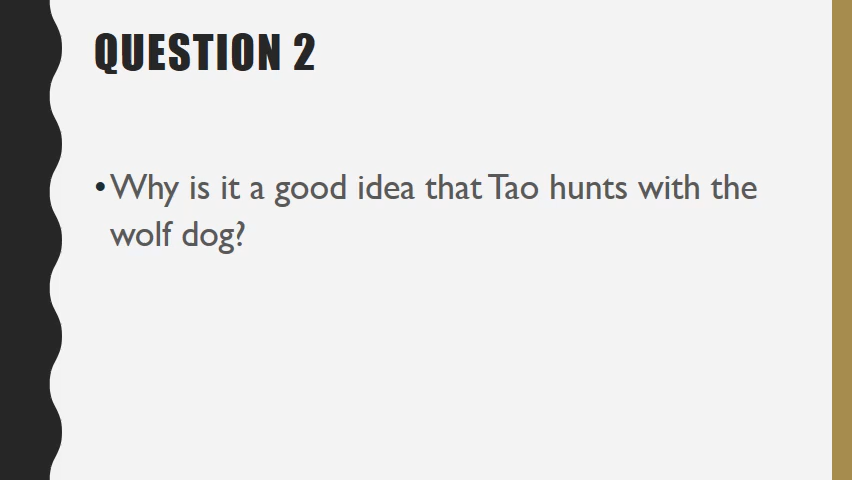 QUESTION 2
•Why is it a good idea that Tao hunts with the
wolf dog?